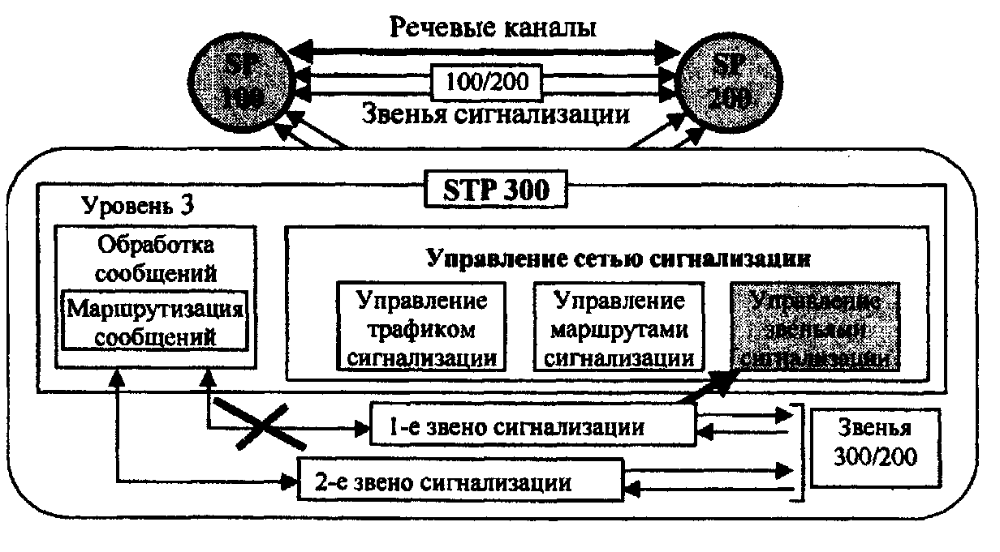 Речевые каналы
SP
100
100/200
SP
200
Звенья сигнализации
STP 300
Уровень 3
Обработка
сообщений
Маршрутизация
сообщений
Управление сетью сигнализации
Управление
трафиком
сигнализации
Управление
маршрутами
сигнализации
Управление
звеньями
сигнализации
1-е звено сигнализации
2-е звено сигнализации
Звенья
300/200